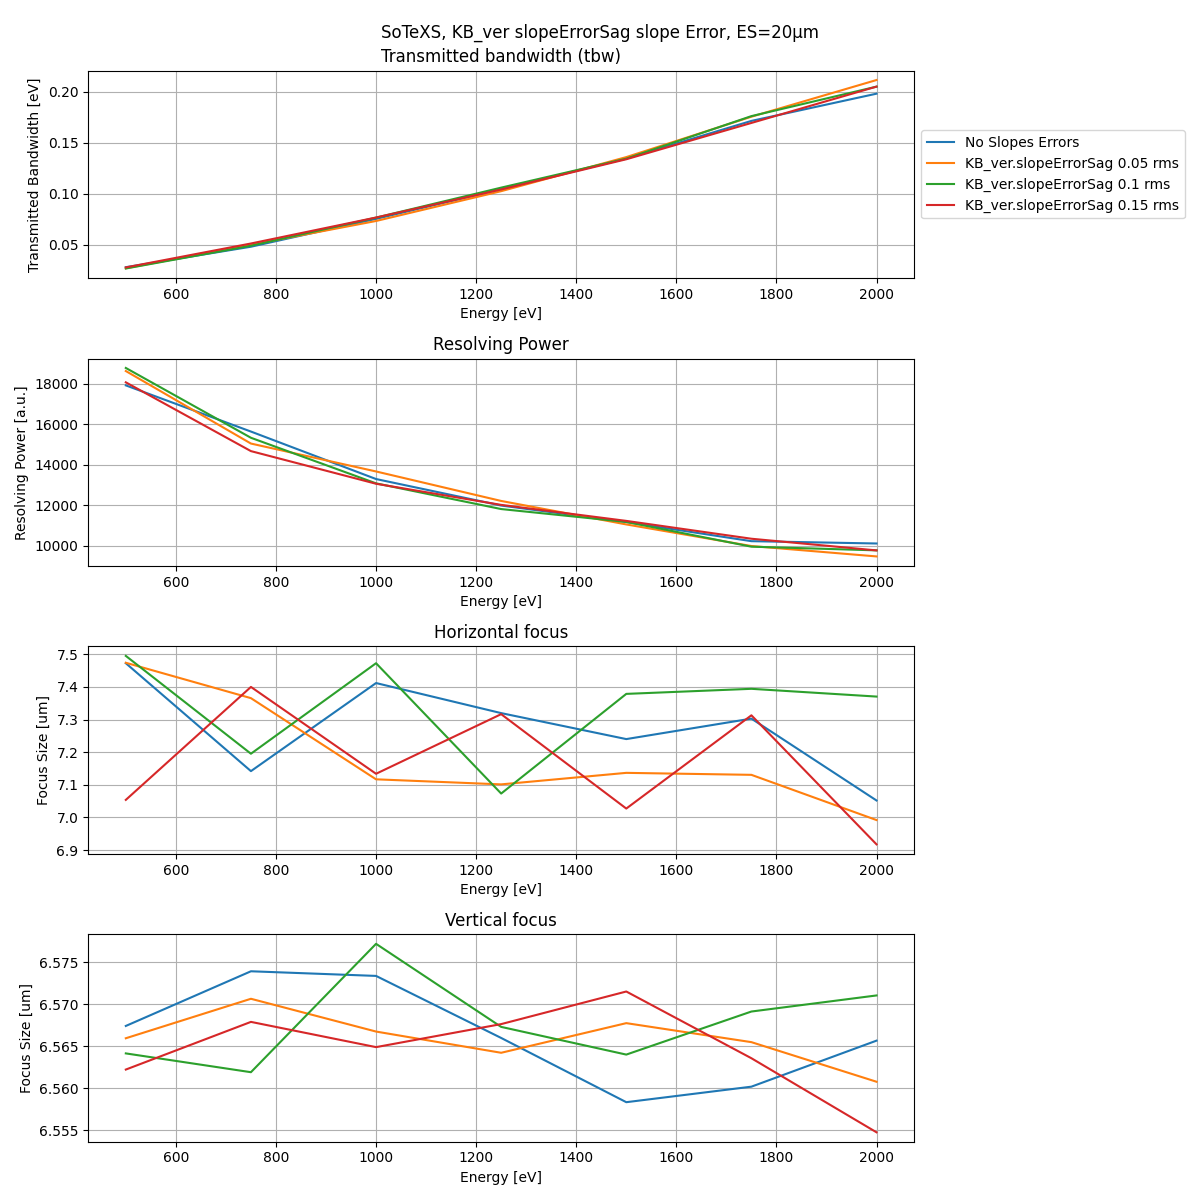 SoTeXS, KB_ver slopeErrorSag slope Error, ES=20μm
Transmitted bandwidth (tbw)
Transmitted Bandwidth [eV]
0.20
0.15
0.10
0.05
600 800 1000 1200 1400 1600 1800 2000
Energy [eV]
No Slopes Errors
KB_ver.slopeErrorSag 0.05 rms
KB_ver.slopeErrorSag 0.1 rms
KB_ver.slopeErrorSag 0.15 rms
Resolving Power
Resolving Power [a.u.]
18000
16000
14000
12000
10000
600 800 1000 1200 1400 1600 1800 2000
Energy [eV]
Horizontal focus
Focus Size [um]
7.5
7.4
7.3
7.2
7.1
7.0
6.9
600 800 1000 1200 1400 1600 1800 2000
Energy [eV]
Vertical focus
Focus Size [um]
6.575
6.570
6.565
6.560
6.555
600 800 1000 1200 1400 1600 1800 2000
Energy [eV]